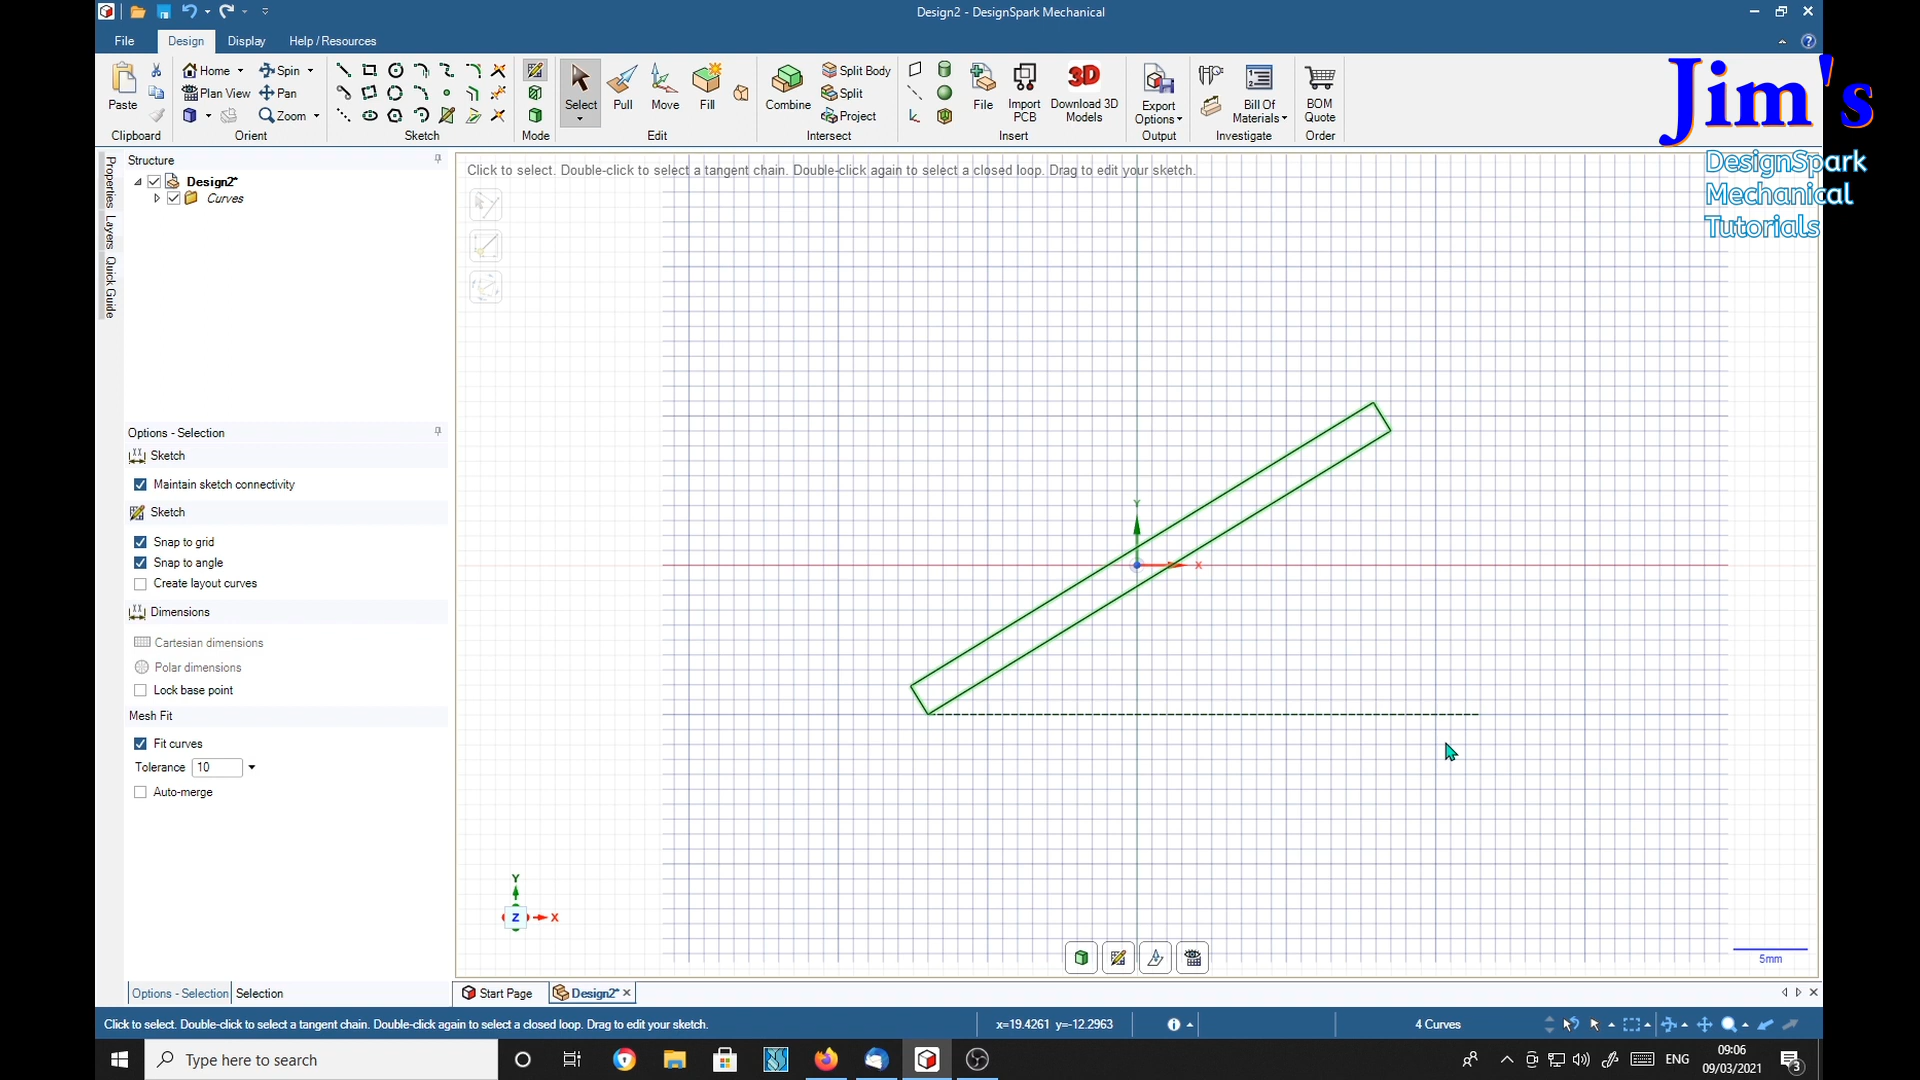 Design2 - DesignSpark Mechanical
File
Design
Display
Help / Resources
Paste
Clipboard
Home
Plan View
Spin
Pan
Zoom
Orient
Sketch
Mode
Select
Pull
Move
Fill
Edit
Combine
Split Body
Split
Project
Intersect
File
Import
PCB
3D
Download 3D
Models
Insert
Export
Options
Output
Bill Of
Materials
Investigate
BOM
Quote
Order
Jim's
DesignSpark
Mechanical
Tutorials
Properties
Layers
Quick Guide
Structure
Design2*
Curves
Click to select. Double-click to select a tangent chain. Double-click again to select a closed loop. Drag to edit your sketch.
Options - Selection
Sketch
Maintain sketch connectivity
Sketch
Snap to grid
Snap to angle
Create layout curves
Dimensions
Cartesian dimensions
Polar dimensions
Lock base point
Mesh Fit
Fit curves
Tolerance 10
Auto-merge
Y
X
Y
Z
X
5mm
Options - Selection
Selection
Start Page
Design2*
Click to select. Double-click to select a tangent chain. Double-click again to select a closed loop. Drag to edit your sketch.
x=19.4261 y=-12.2963
4 Curves
Type here to search
ENG
09:06
09/03/2021
3